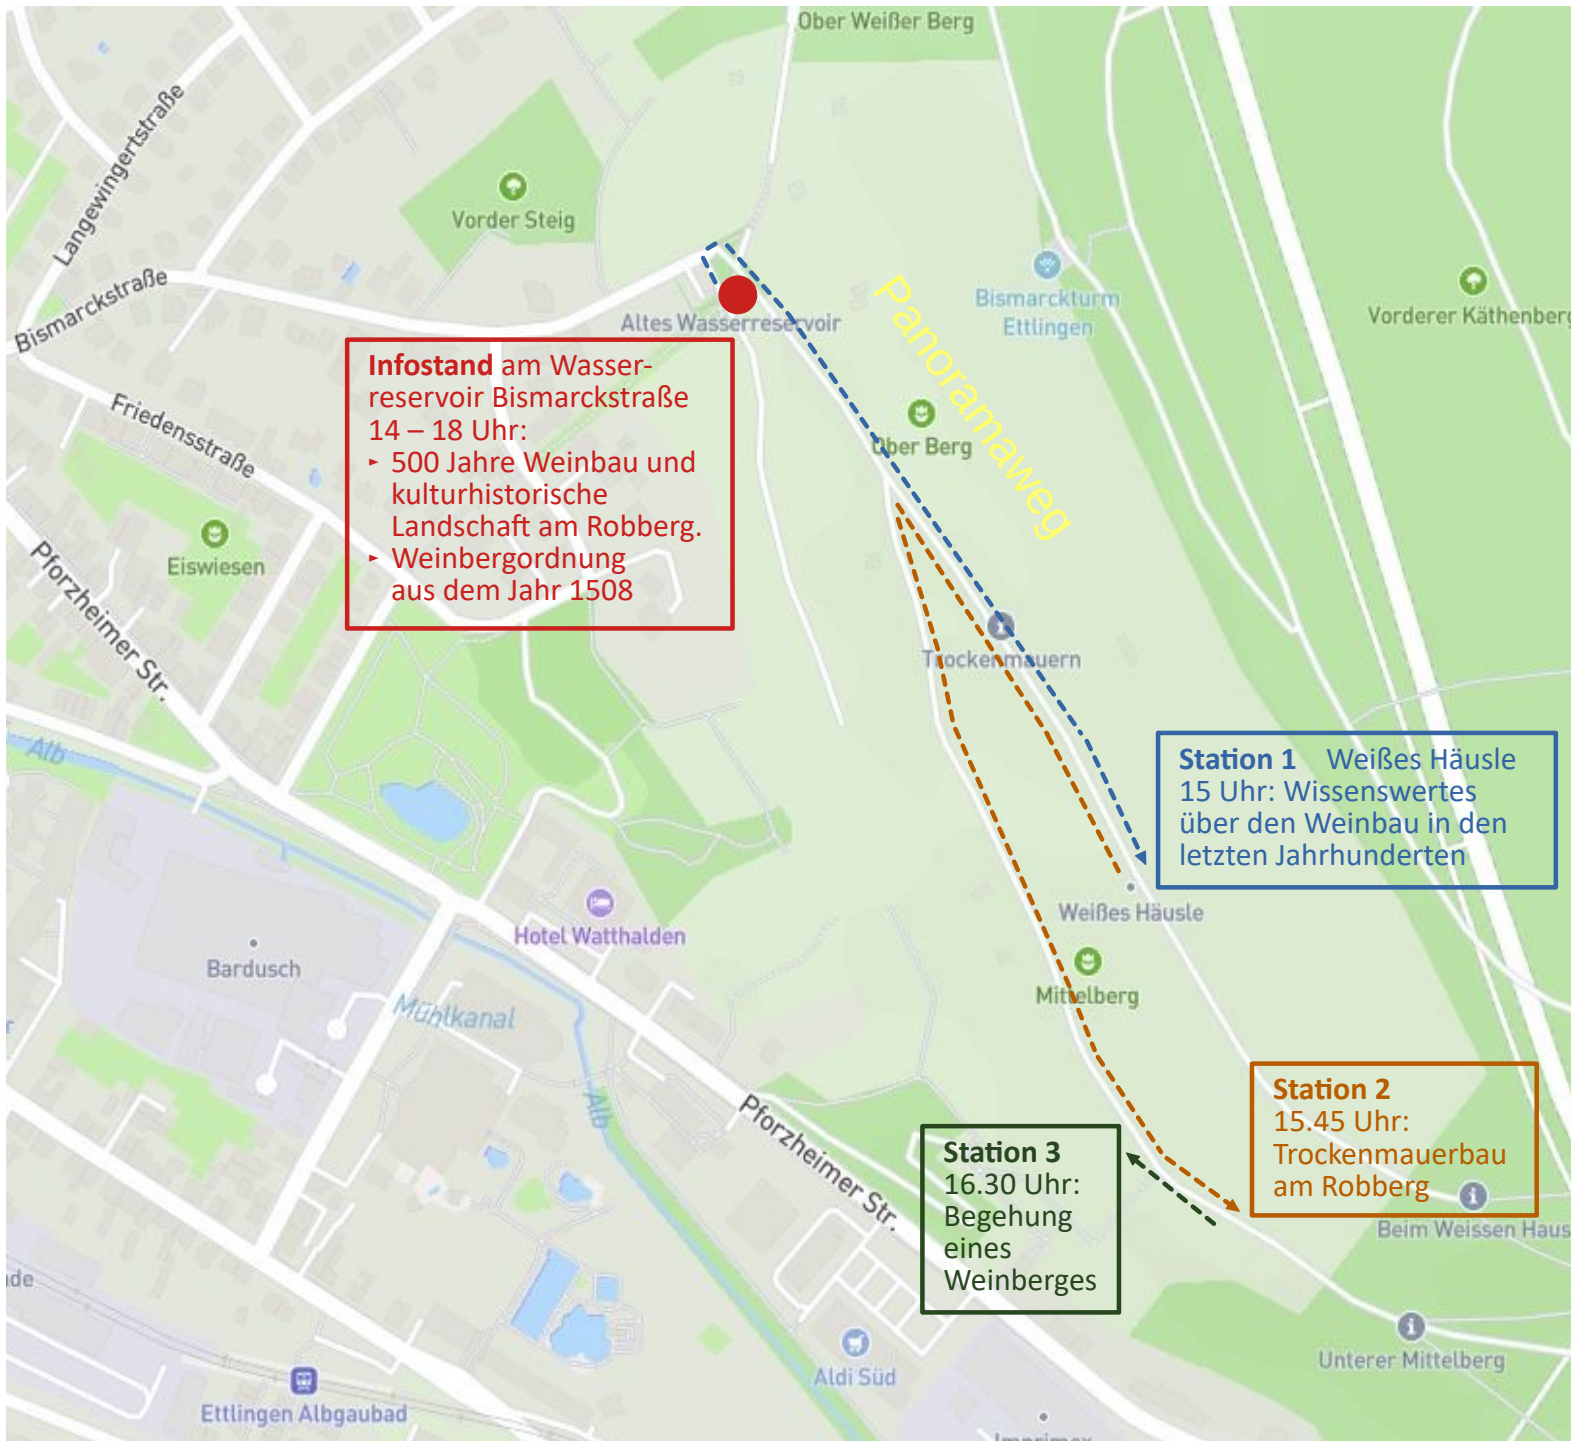 Ober Weißer Berg
Langewingertstraße
Vorder Steig
Bismarckstraße
Altes Wasserreservoir
Bismarckturm
Ettlingen
Vorderer Käthenberg
Panoramaweg
Infostand am Wasser-
reservoir Bismarckstraße
14 – 18 Uhr:
► 500 Jahre Weinbau und
kulturhistorische
Landschaft am Robberg.
► Weinbergordnung
aus dem Jahr 1508
Friedensstraße
Ober Berg
Eiswiesen
Pforzheimer Str.
Trockenmauern
Alb
Station 1 Weißes Häusle
15 Uhr: Wissenswertes
über den Weinbau in den
letzten Jahrhunderten
Weißes Häusle
Hotel Watthalden
Bardusch
Mühlkanal
Mittelberg
Alb
Pforzheimer Str.
Station 2
15.45 Uhr:
Trockenmauerbau
am Robberg
Station 3
16.30 Uhr:
Begehung
eines
Weinberges
Beim Weissen Haus
Unterer Mittelberg
Aldi Süd
Ettlingen Albgaubad